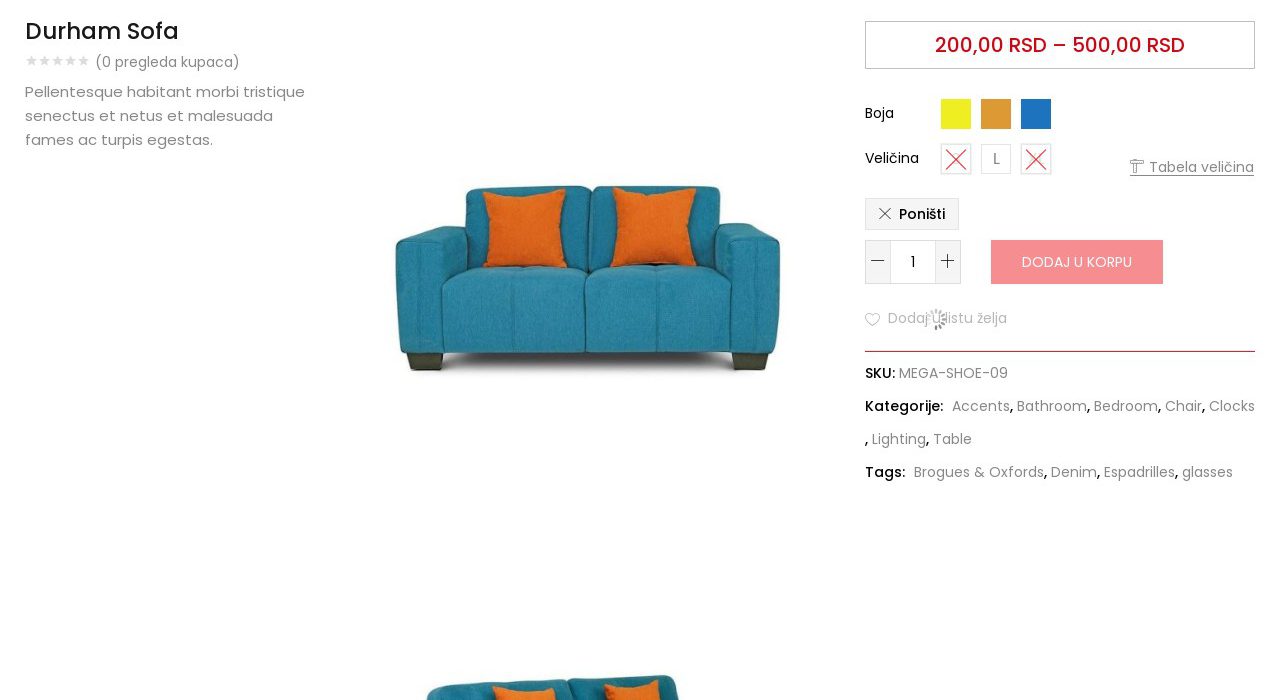 Durham Sofa
(0 pregleda kupaca)
Pellentesque habitant morbi tristique
senectus et netus et malesuada
fames ac turpis egestas.
200,00 RSD – 500,00 RSD
Boja
Veličina
L
Tabela veličina
Poništi
1
DODAJ U KORPU
Dodaj u listu želja
SKU: MEGA-SHOE-09
Kategorije: Accents, Bathroom, Bedroom, Chair, Clocks
, Lighting, Table
Tags: Brogues & Oxfords, Denim, Espadrilles, glasses